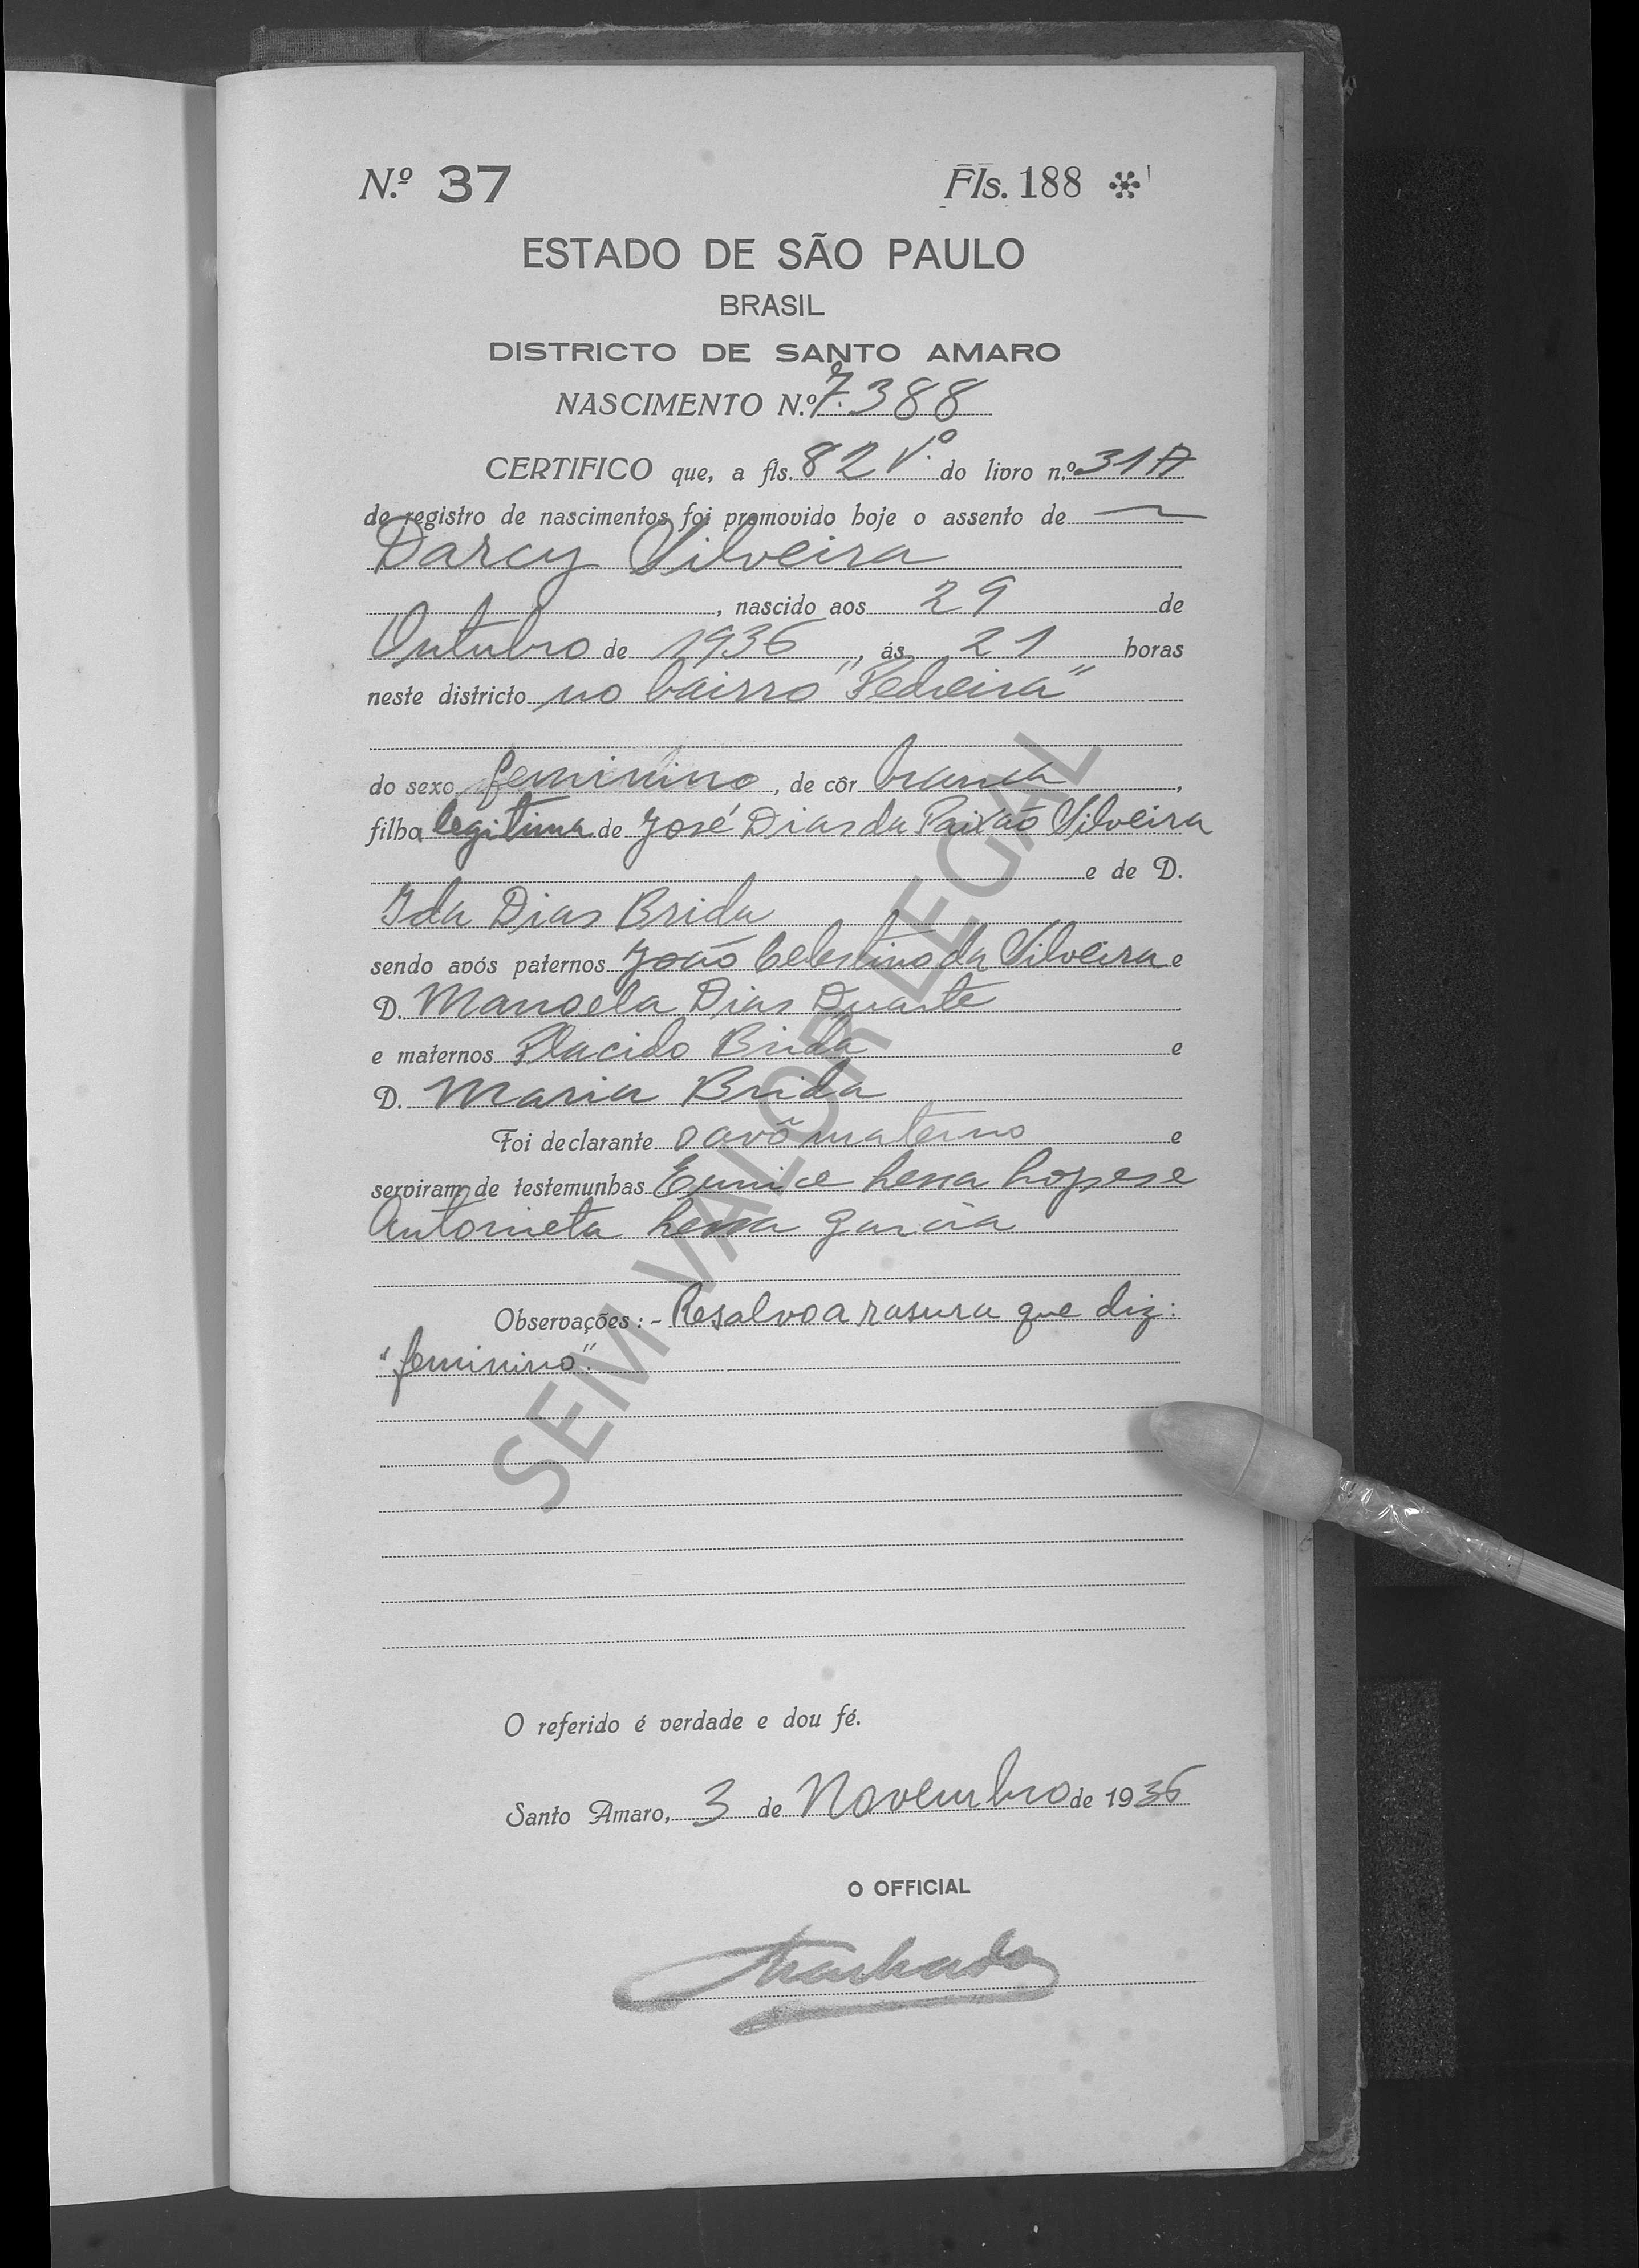 N.º 37 Fls. 188 *
ESTADO DE SÃO PAULO
BRASIL
DISTRICTO DE SANTO AMARO
NASCIMENTO N.º 7.388
CERTIFICO que, a fls. 82 Vº. do livro n.º 31A
de registro de nascimentos foi promovido hoje o assento de
Darcy Silveira
, nascido aos 29 de
Outubro de 1936, ás 21 horas
neste districto no bairro "Pedreira"
do sexo feminino, de côr branca,
filha legitima de José Dias da Paixão Silveira
e de D.
Ida Dias Brida
sendo avós paternos João Celestino da Silveira e
D. Manoela Dias Duarte
e maternos Placido Brida e
D. Maria Brida
Foi declarante o avô materno e
serviram de testemunhas Eunice Lessa Lopes e
Antonieta Lessa Garcia
Observações: - Resalvo a rasura que diz:
"feminino".
SEM VALOR LEGAL
O referido é verdade e dou fé.
Santo Amaro, 3 de Novembro de 1936
O OFFICIAL